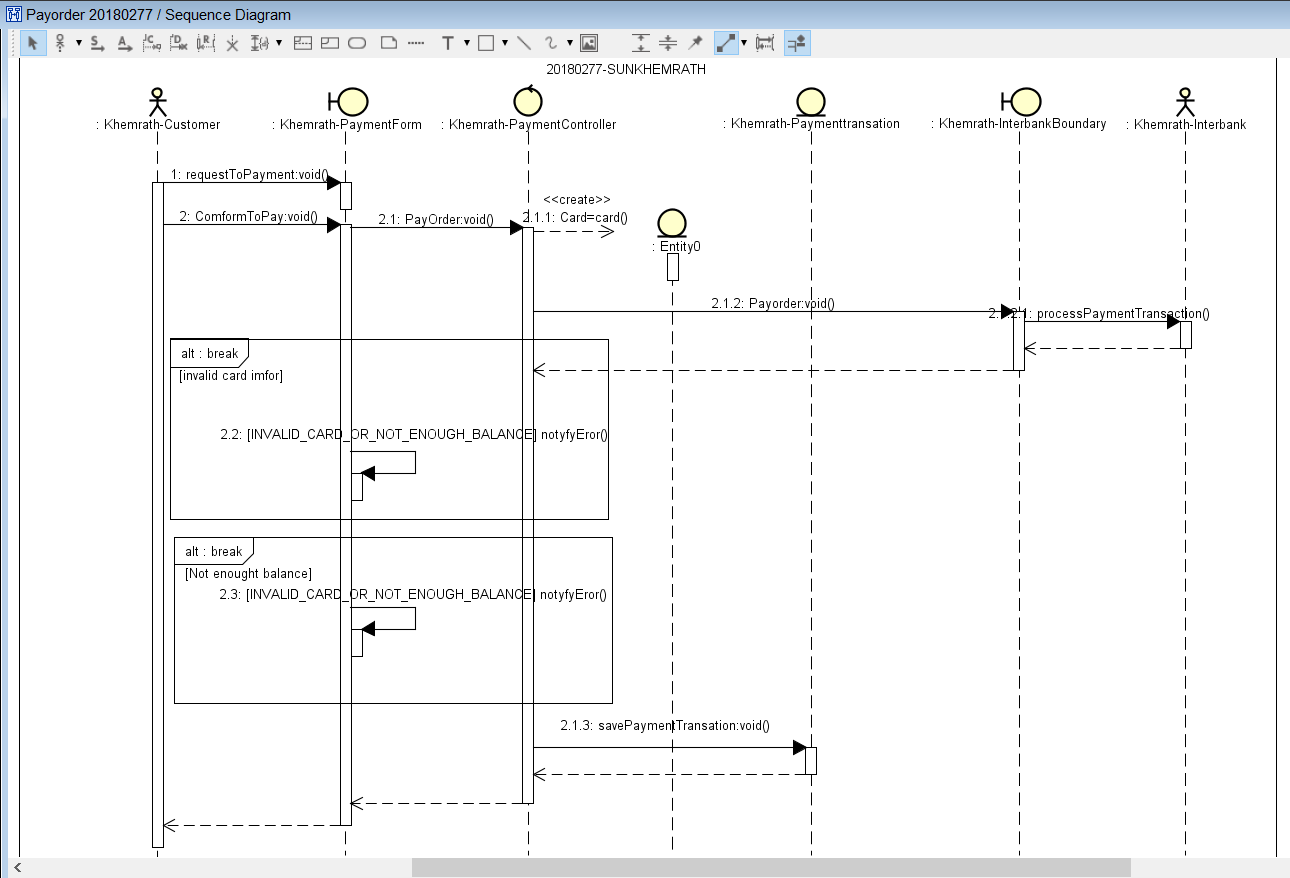 Payorder 20180277 / Sequence Diagram
20180277-SUNKHEMRATH
: Khemrath-Customer
: Khemrath-PaymentForm
: Khemrath-PaymentController
: Khemrath-Paymenttransation
: Khemrath-InterbankBoundary
: Khemrath-Interbank
1: requestToPayment:void()
<<create>>
2: ComformToPay:void()
2.1: PayOrder:void()
2.1.1: Card=card()
: Entity0
2.1.2: Payorder:void()
2.1.2.1: processPaymentTransaction()
alt : break
[invalid card imfor]
2.2: [INVALID_CARD_OR_NOT_ENOUGH_BALANCE] notyfyEror()
alt : break
[Not enought balance]
2.3: [INVALID_CARD_OR_NOT_ENOUGH_BALANCE] notyfyEror()
2.1.3: savePaymentTransation:void()